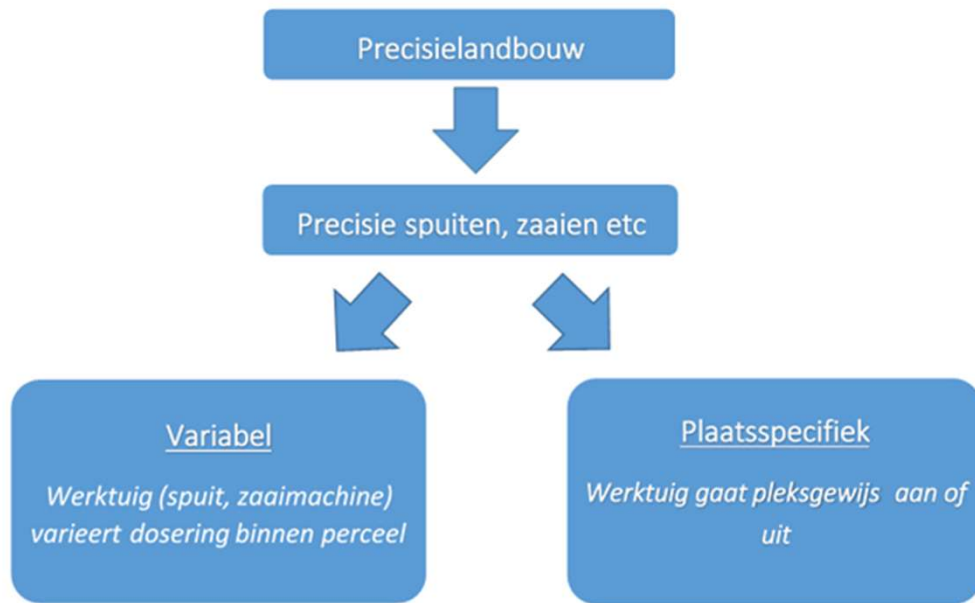 Precisielandbouw
Precisie spuiten, zaaien etc
Variabel
Werktuig (spuit, zaaimachine)
varieert dosering binnen perceel
Plaatsspecifiek
Werktuig gaat pleksgewijs aan of
uit